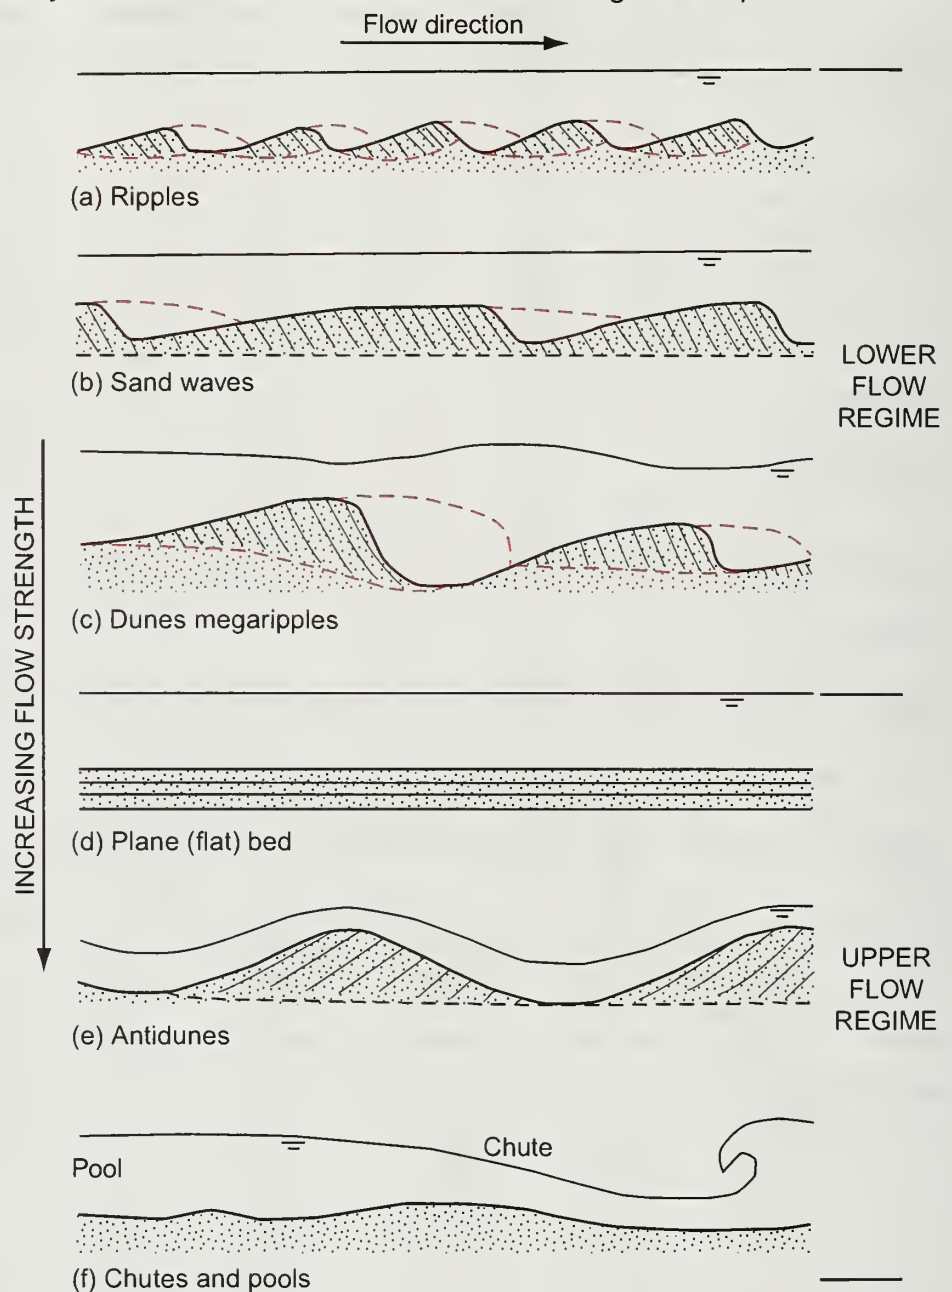 Flow direction
(a) Ripples
(b) Sand waves
LOWER
FLOW
REGIME
(c) Dunes megaripples
INCREASING FLOW STRENGTH
(d) Plane (flat) bed
(e) Antidunes
UPPER
FLOW
REGIME
Pool
Chute
(f) Chutes and pools